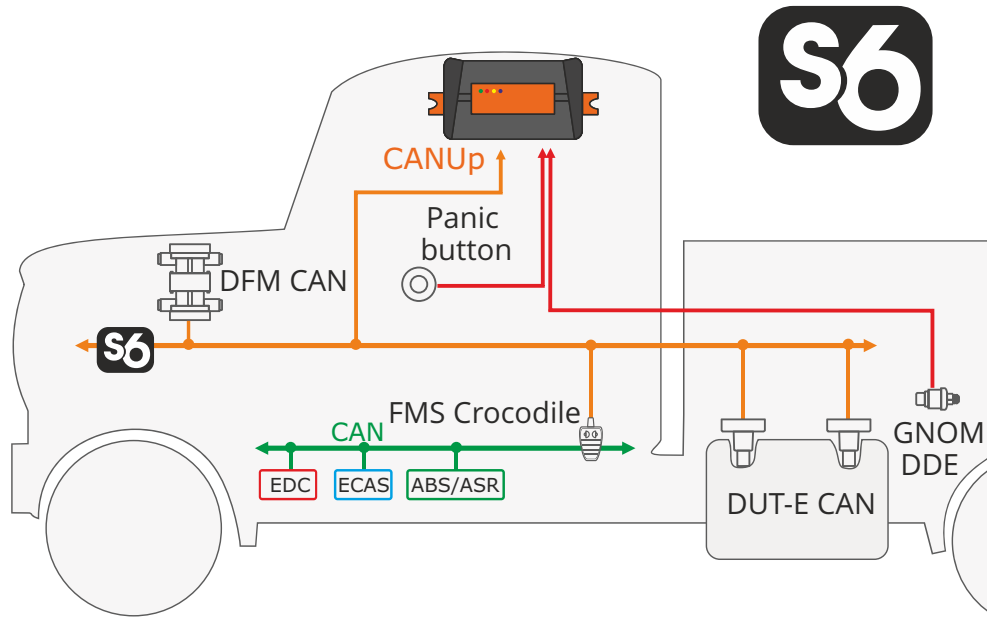 S6
CANUp
Panic
button
DFM CAN
S6
FMS Crocodile
CAN
EDC
ECAS
ABS/ASR
GNOM
DDE
DUT-E CAN